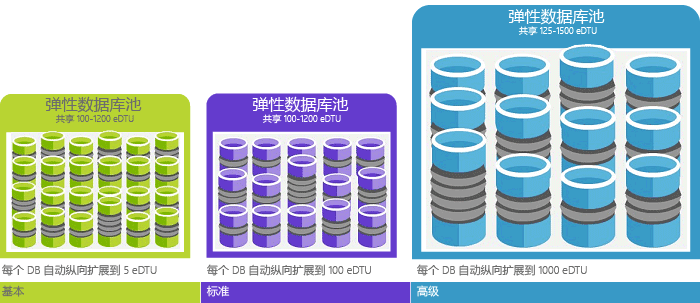 弹性数据库池
共享 100-1200 eDTU
每个 DB 自动纵向扩展到 5 eDTU
基本
弹性数据库池
共享 100-1200 eDTU
每个 DB 自动纵向扩展到 100 eDTU
标准
弹性数据库池
共享 125-1500 eDTU
每个 DB 自动纵向扩展到 1000 eDTU
高级